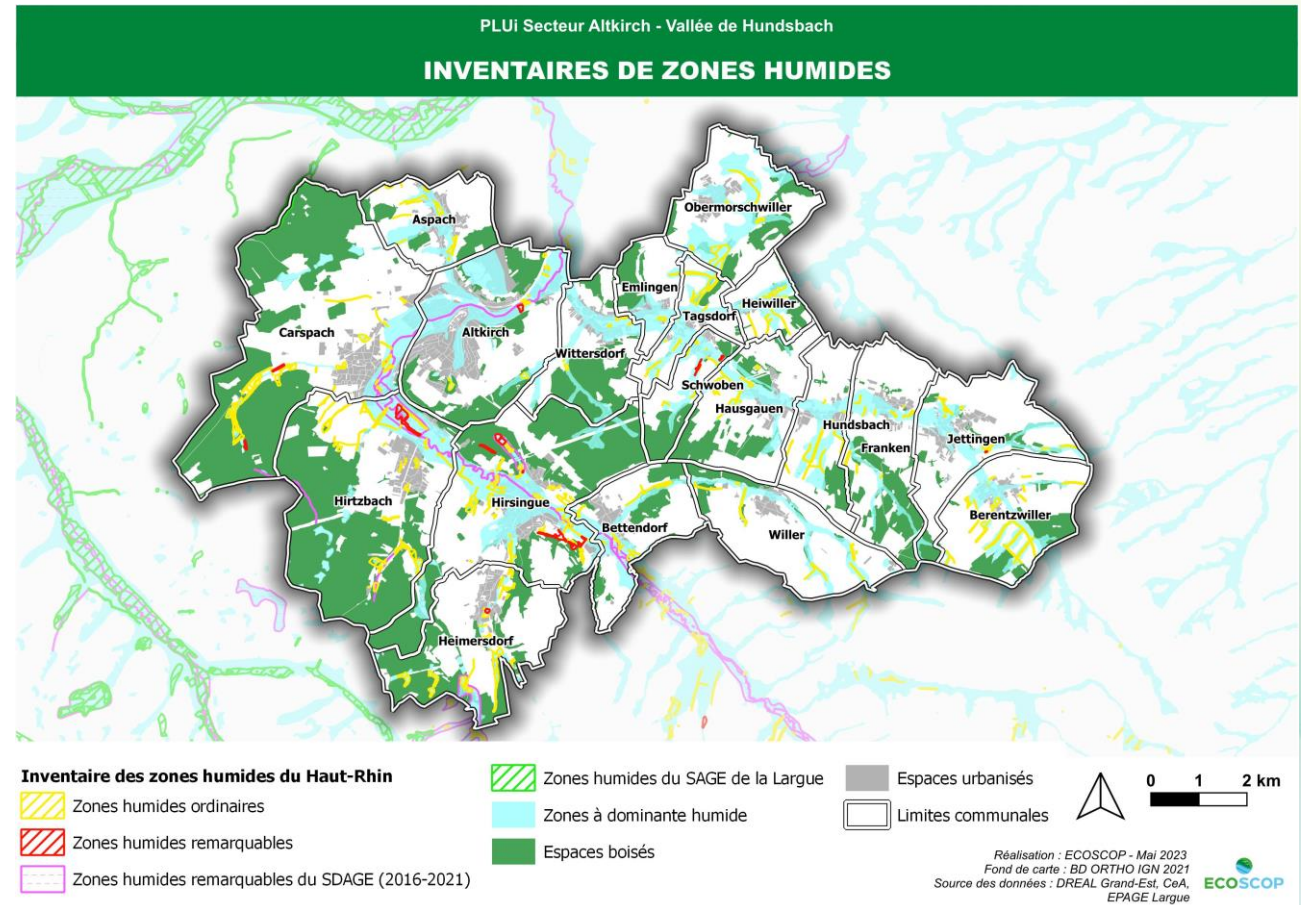 PLUi Secteur Altkirch - Vallée de Hundsbach
INVENTAIRES DE ZONES HUMIDES
Obermorschwiller
Aspach
Emlingen
Heiwiller
Tagsdorf
Carspach
Altkirch
Wittersdorf
Schwoben
Hausgauen
Hundsbach
Jettingen
Franken
Hirtzbach
Hirsingue
Bettendorf
Willer
Berentzwiller
Heimersdorf
Inventaire des zones humides du Haut-Rhin
Zones humides ordinaires
Zones humides remarquables
Zones humides remarquables du SDAGE (2016-2021)
Zones humides du SAGE de la Largue
Zones à dominante humide
Espaces boisés
Espaces urbanisés
Limites communales
0 1 2 km
Réalisation : ECOSCOP - Mai 2023
Fond de carte : BD ORTHO IGN 2021
Source des données : DREAL Grand-Est, CeA,
EPAGE Largue
ECOSCOP